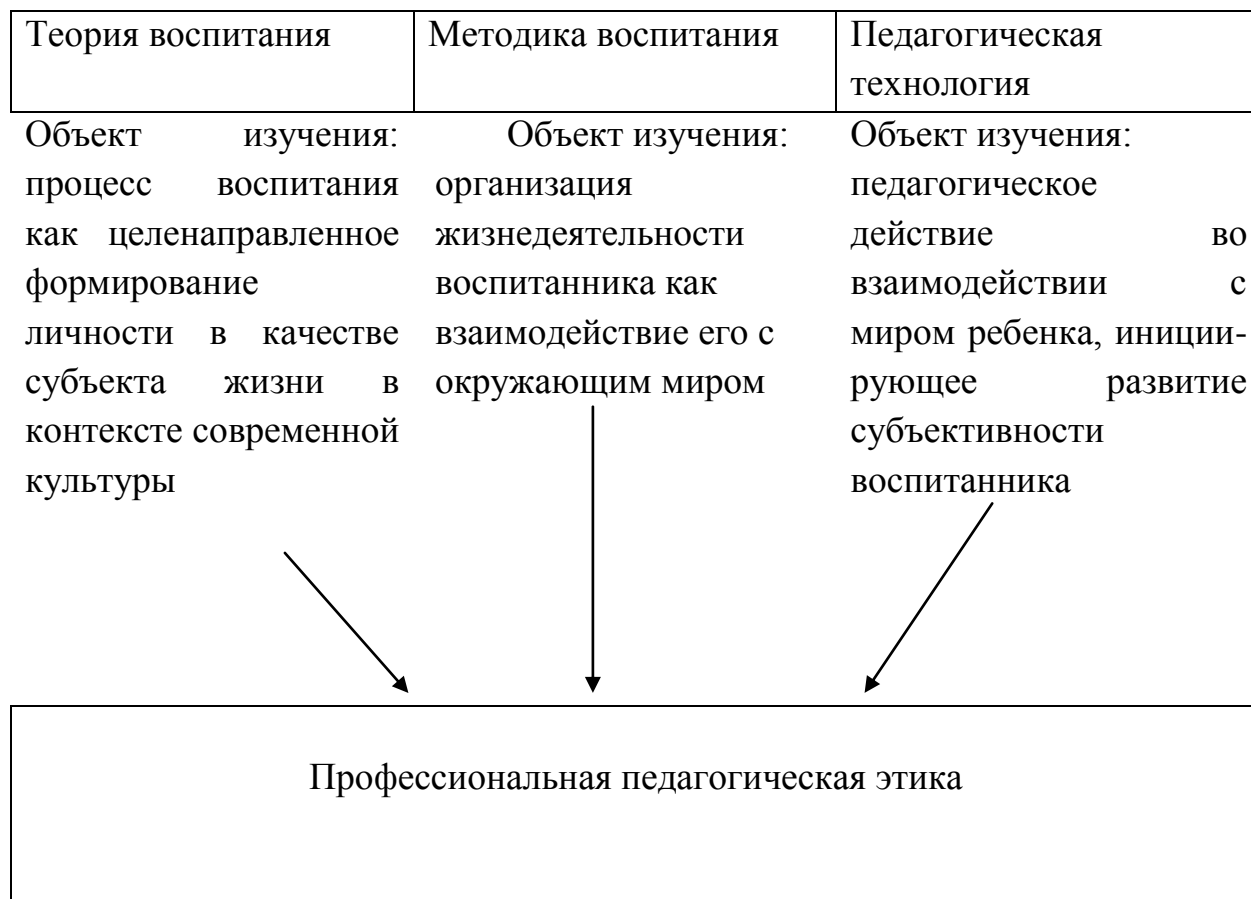 Теория воспитания
Методика воспитания
Педагогическая
технология
Объект изучения:
процесс воспитания
как целенаправленное
формирование
личности в качестве
субъекта жизни в
контексте современной
культуры
Объект изучения:
организация
жизнедеятельности
воспитанника как
взаимодействие его с
окружающим миром
Объект изучения:
педагогическое
действие во
взаимодействии с
миром ребенка, иниции-
рующее развитие
субъективности
воспитанника
Профессиональная педагогическая этика